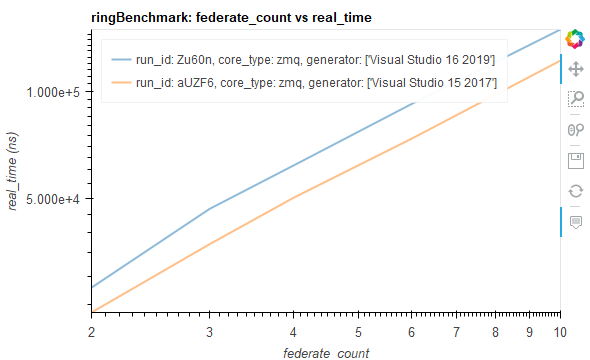 ringBenchmark: federate_count vs real_time
run_id: Zu60n, core_type: zmq, generator: ['Visual Studio 16 2019']
run_id: aUZF6, core_type: zmq, generator: ['Visual Studio 15 2017']
1.000e+5
5.000e+4
real_time (ns)
2 3 4 5 6 7 8 9 10
federate_count